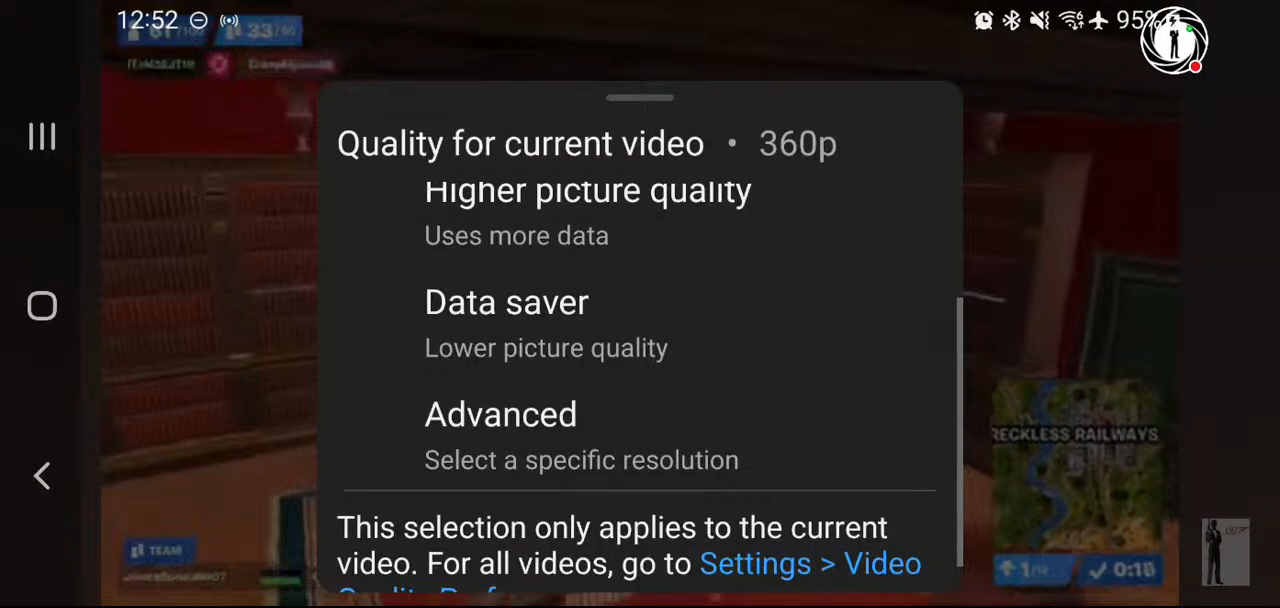 12:52
95%
33
Quality for current video • 360p
Higher picture quality
Uses more data
Data saver
Lower picture quality
Advanced
Select a specific resolution
This selection only applies to the current
video. For all videos, go to Settings > Video
RECKLESS RAILWAYS
TEAM
0:18